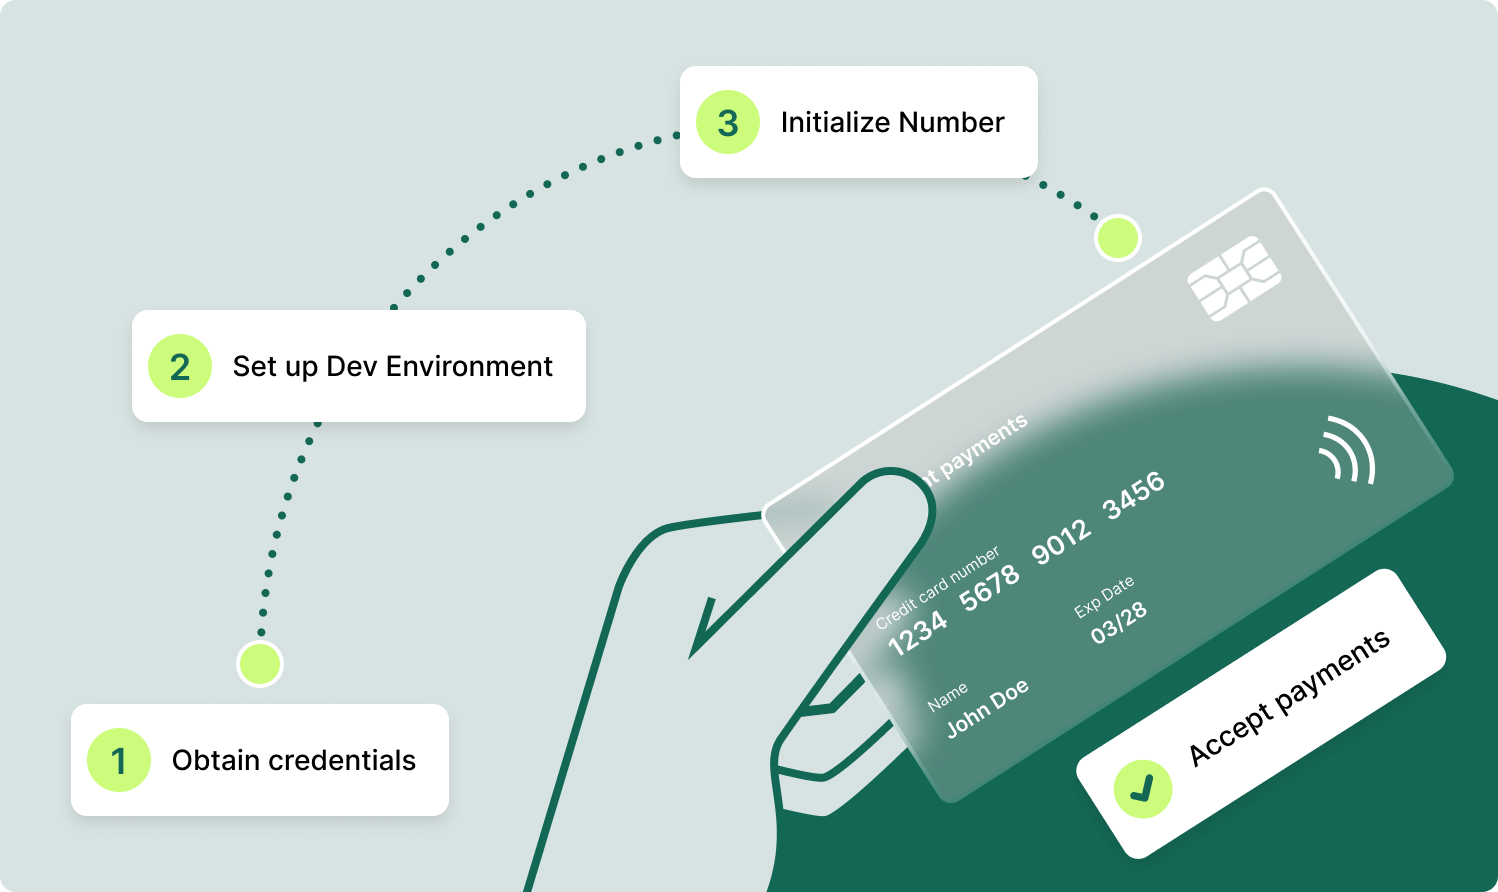 3
Initialize Number
2
Set up Dev Environment
1
Obtain credentials
payments
Credit card number
1234 5678 9012 3456
Exp Date
03/28
Name
John Doe
Accept payments